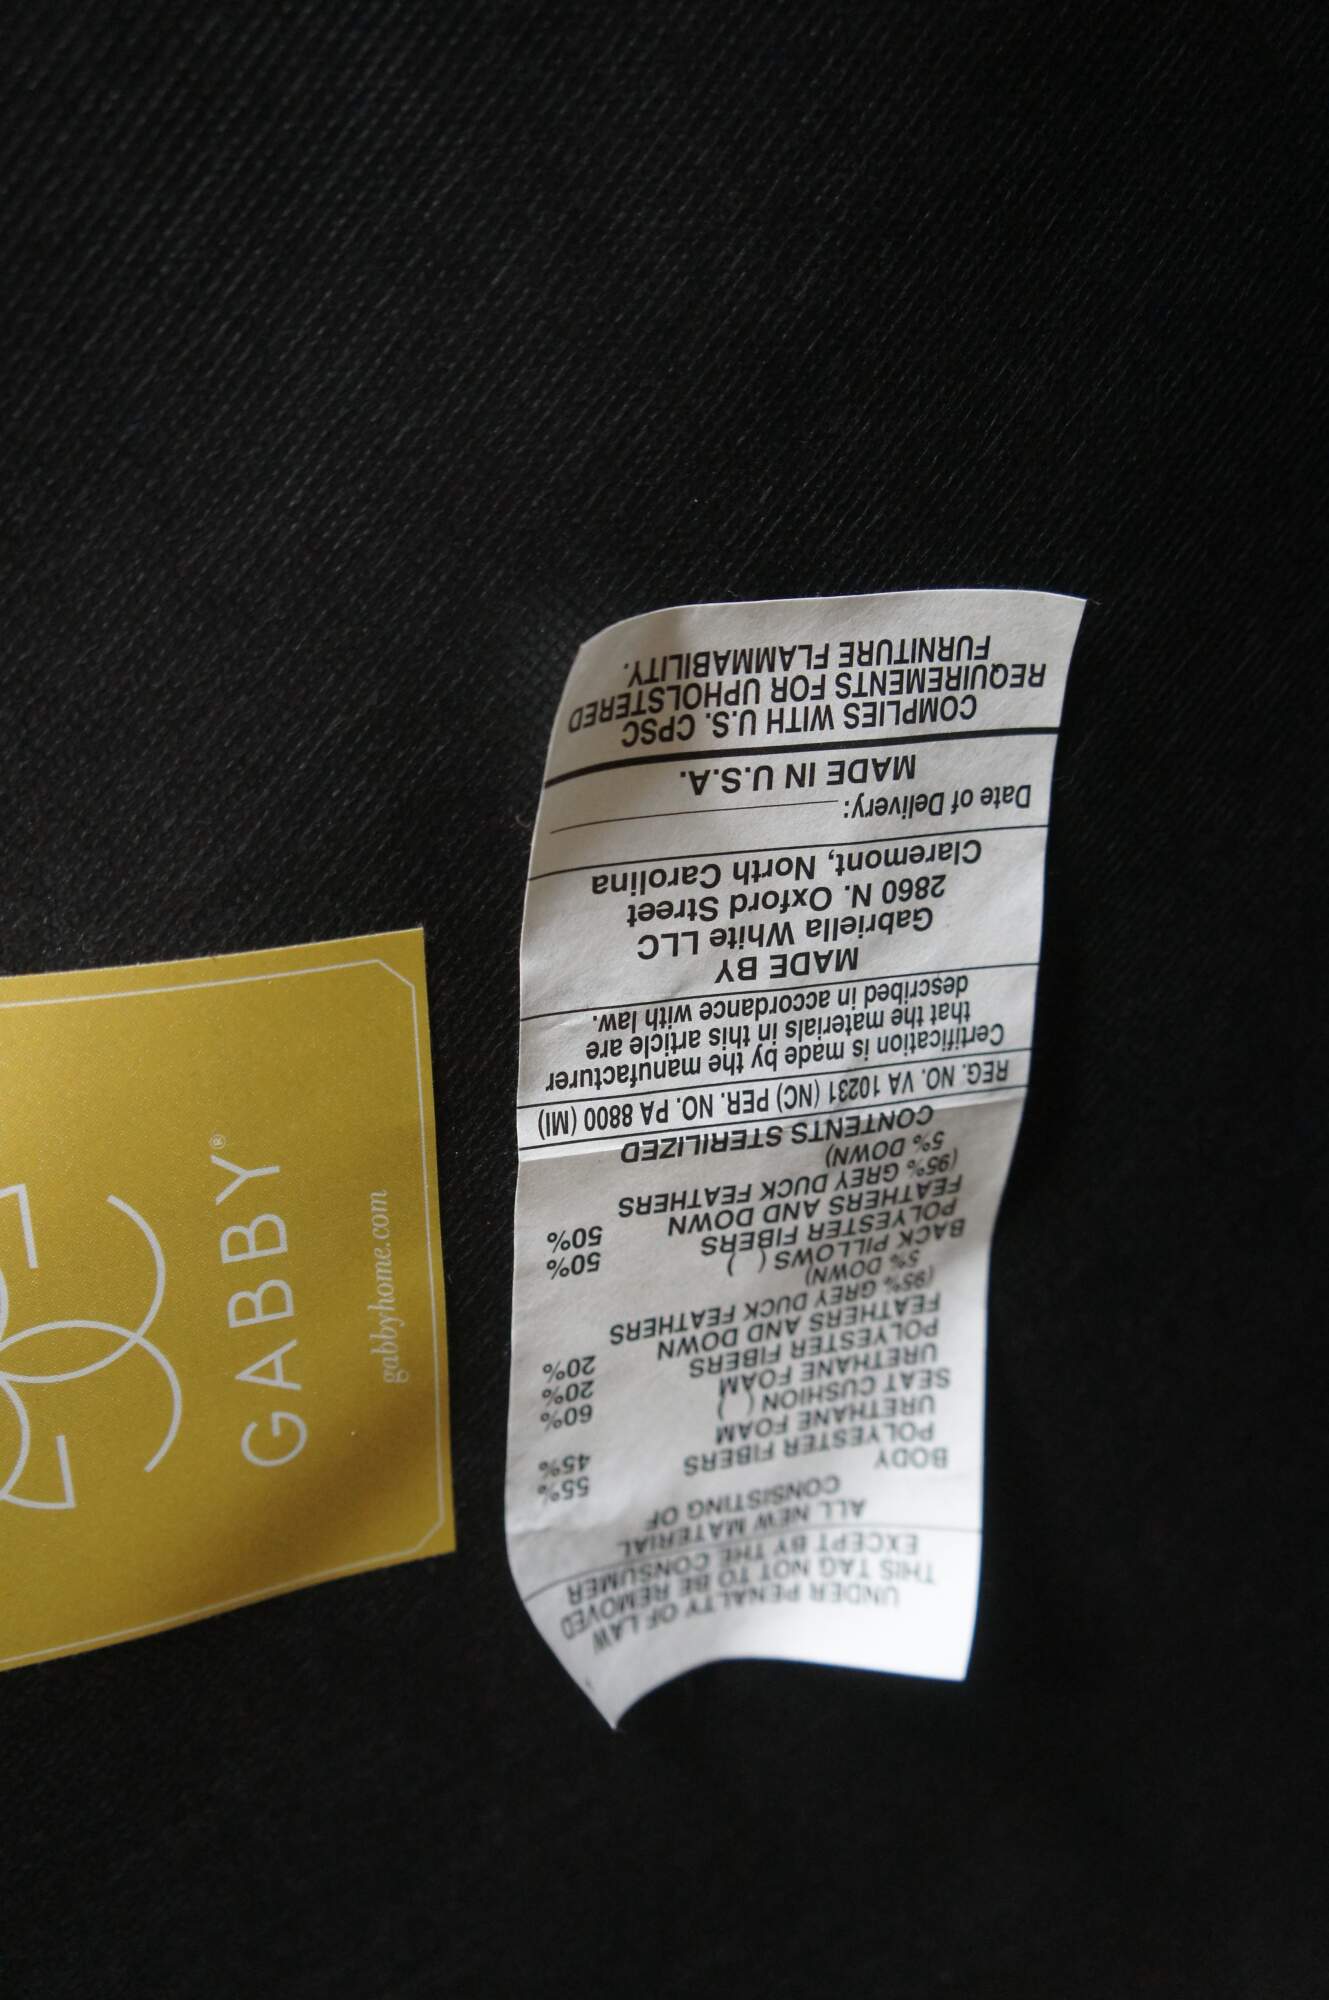 UNDER PENALTY OF LAW
THIS TAG NOT TO BE REMOVED
EXCEPT BY THE CONSUMER
ALL NEW MATERIAL
CONSISTING OF
BODY
POLYESTER FIBERS 55%
URETHANE FOAM 45%
SEAT CUSHION ( )
URETHANE FOAM 60%
POLYESTER FIBERS 20%
FEATHERS AND DOWN 20%
(95% GREY DUCK FEATHERS
5% DOWN)
BACK PILLOWS ( )
POLYESTER FIBERS 50%
FEATHERS AND DOWN 50%
(95% GREY DUCK FEATHERS
5% DOWN)
CONTENTS STERILIZED
REG. NO. VA 10231 (NC) PER. NO. PA 8800 (MI)
Certification is made by the manufacturer
that the materials in this article are
described in accordance with law.
MADE BY
Gabriella White LLC
2860 N. Oxford Street
Claremont, North Carolina
Date of Delivery:
MADE IN U.S.A.
COMPLIES WITH U.S. CPSC
REQUIREMENTS FOR UPHOLSTERED
FURNITURE FLAMMABILITY.
GABBY®
gabbyhome.com